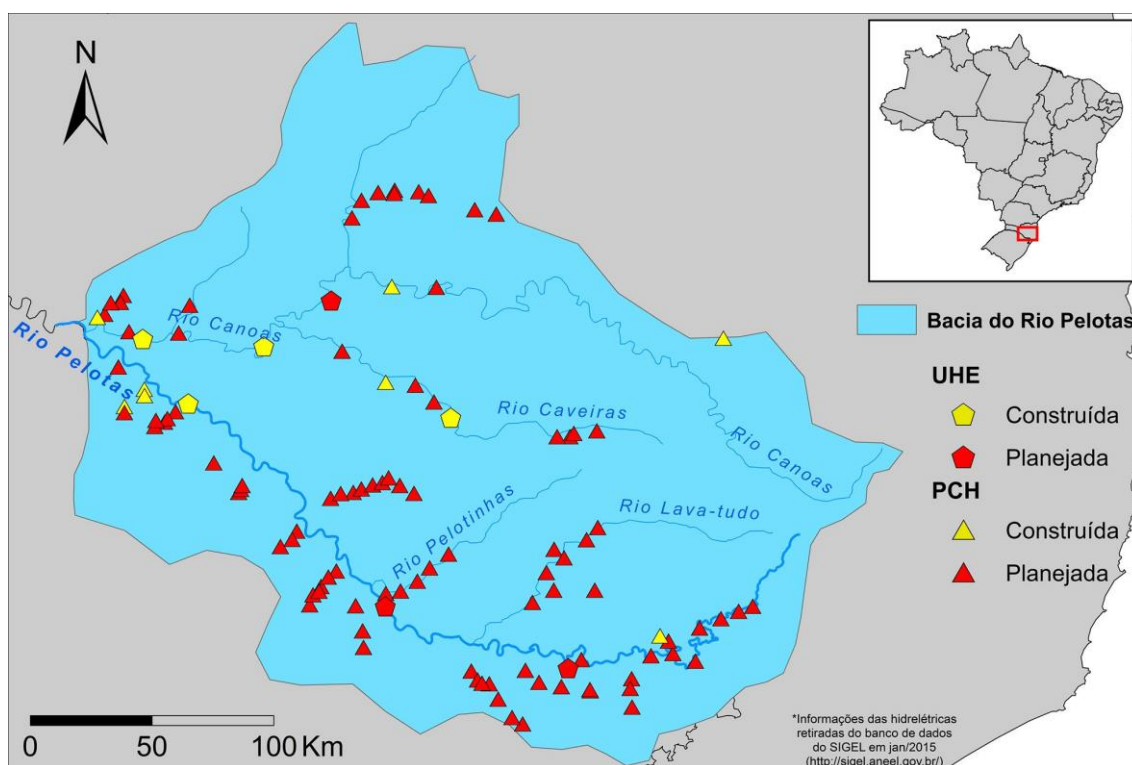 N
Rio Canoas
Rio Pelotas
Rio Caveiras
Rio Canoas
Rio Pelotinhas
Rio Lava-tudo
Bacia do Rio Pelotas
UHE
Construída
Planejada
PCH
Construída
Planejada
0 50 100 Km
*Informações das hidrelétricas
retiradas do banco de dados
do SIGEL em jan/2015
(http://sigel.aneel.gov.br/)